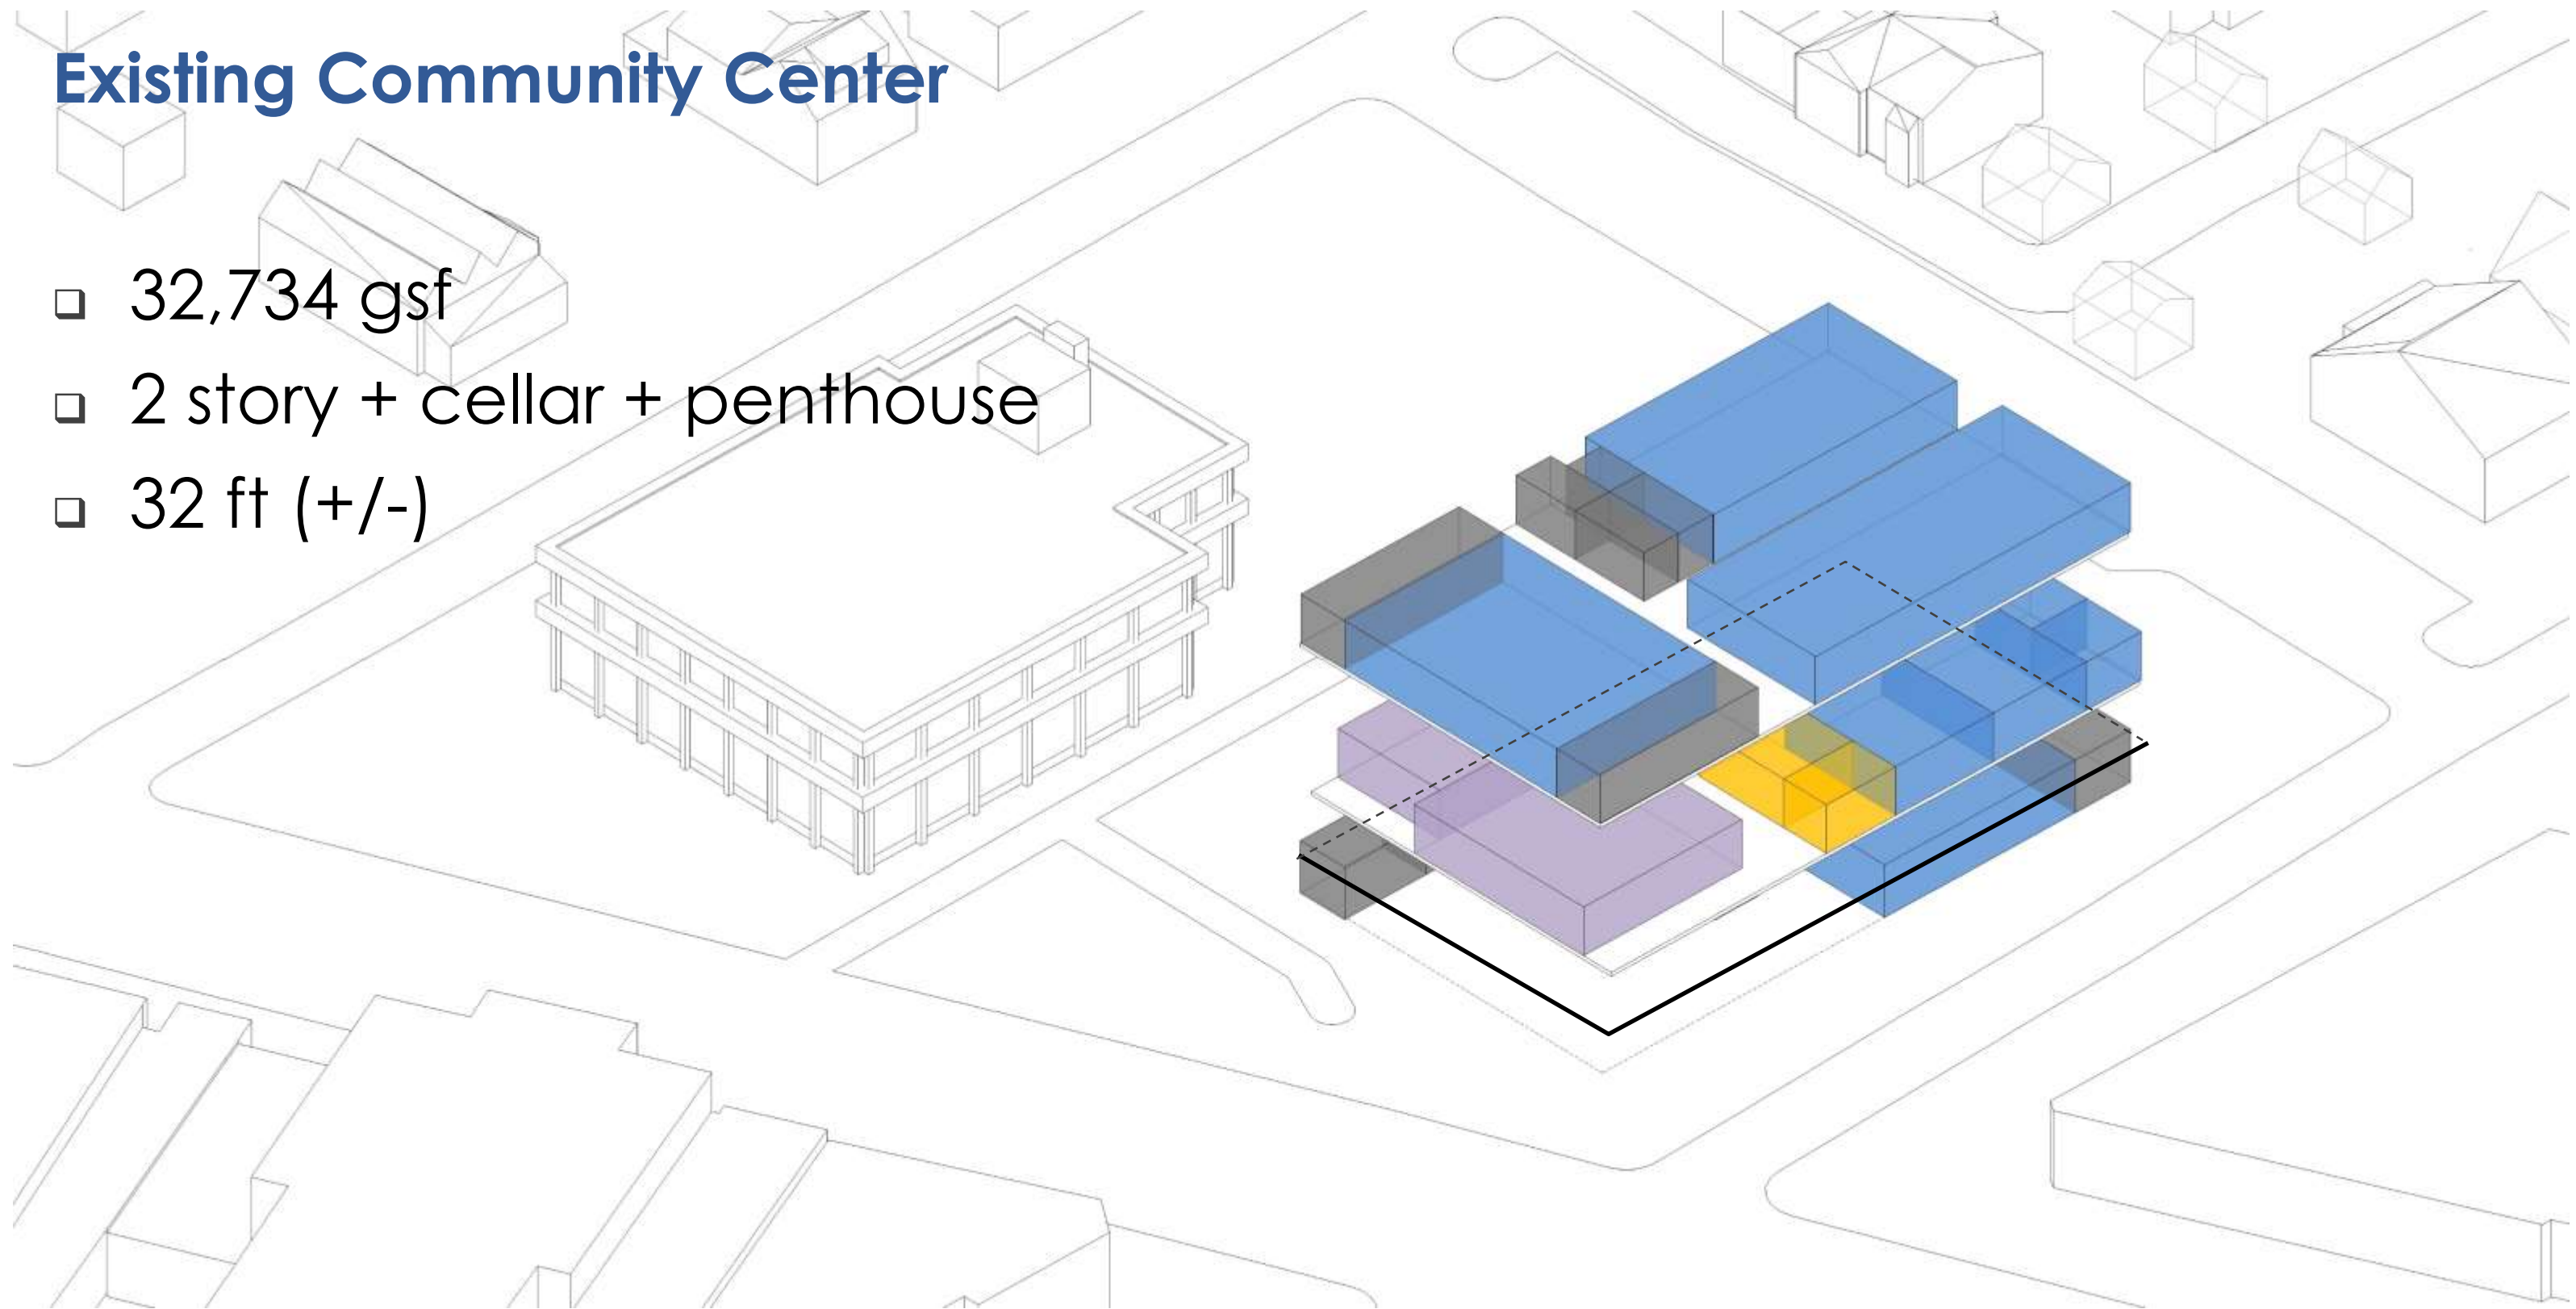 Existing Community Center
❑ 32,734 gsf
❑ 2 story + cellar + penthouse
❑ 32 ft (+/-)